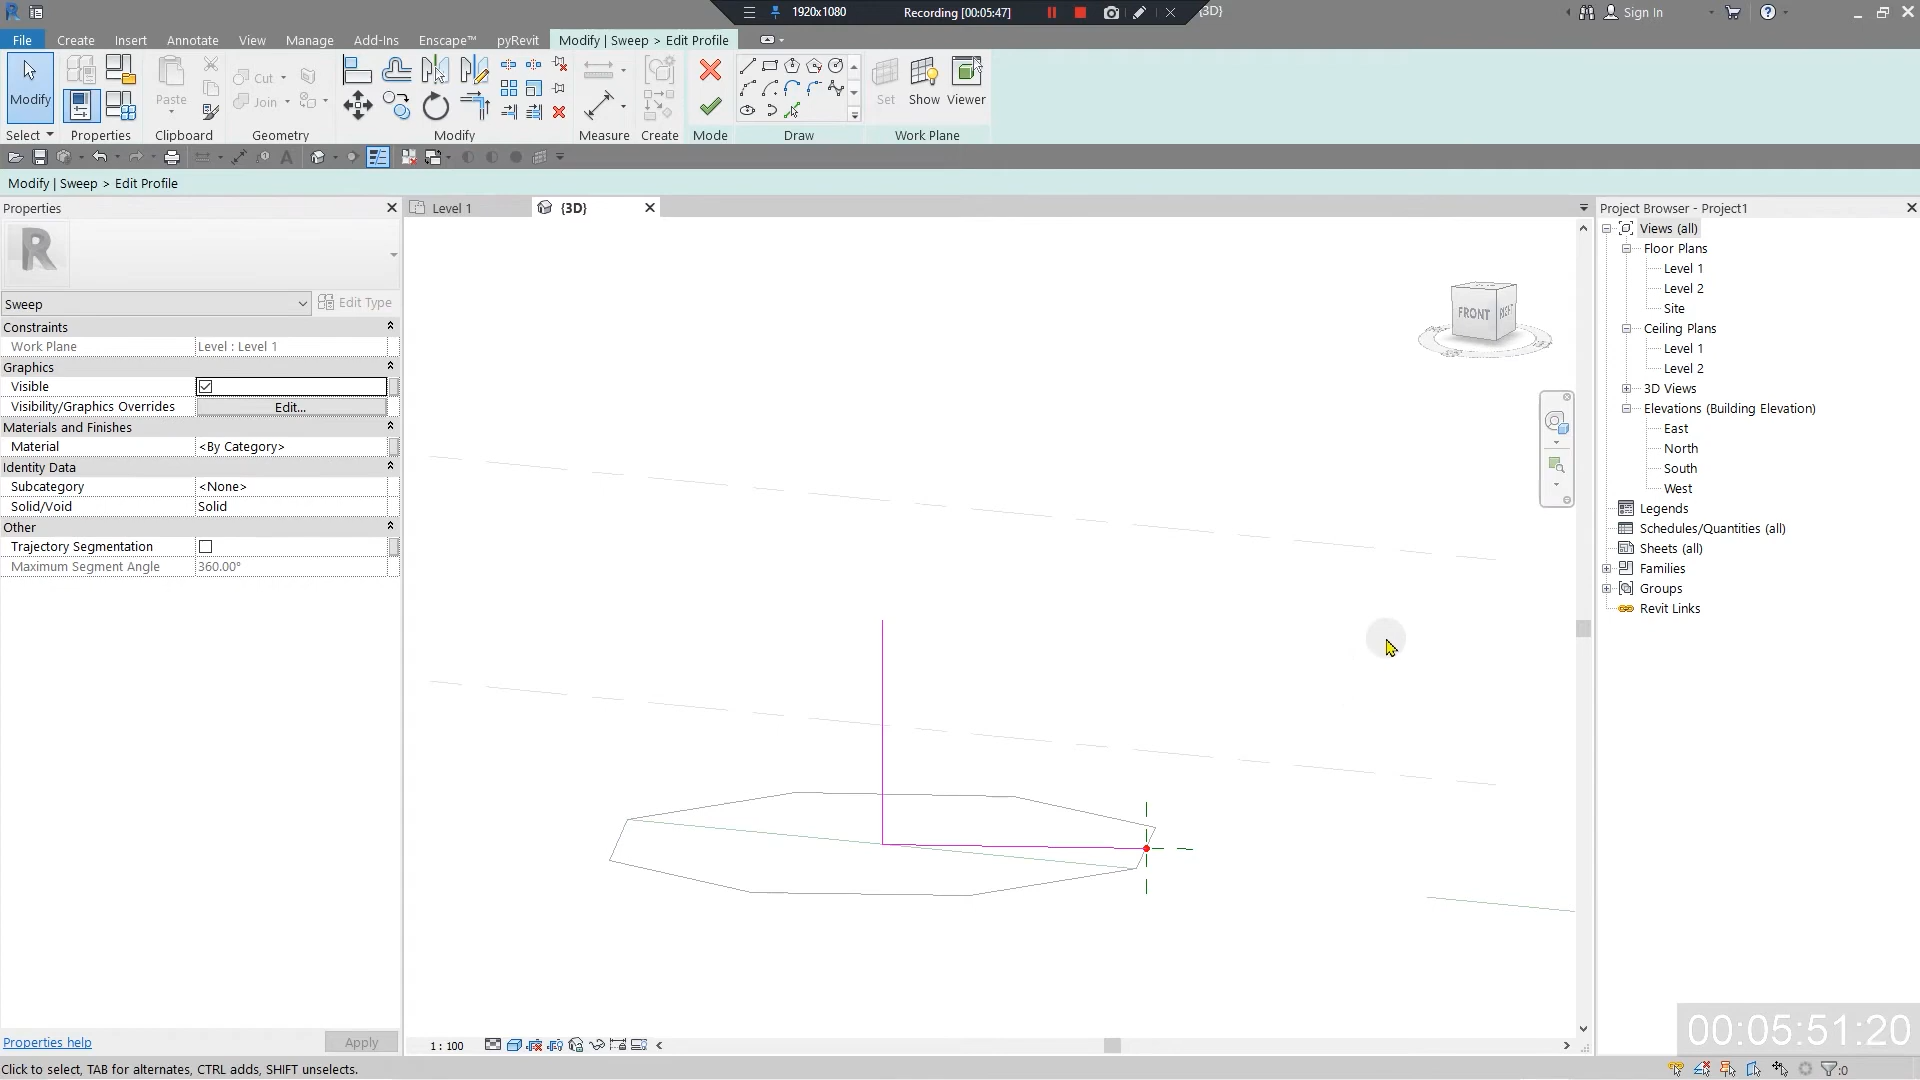 1920x1080
Recording [00:05:47]
{3D}
Sign In
File
Create
Insert
Annotate
View
Manage
Add-Ins
Enscape™
pyRevit
Modify | Sweep > Edit Profile
Modify
Paste
Cut
Join
Set
Show
Viewer
Select
Properties
Clipboard
Geometry
Modify
Measure
Create
Mode
Draw
Work Plane
Modify | Sweep > Edit Profile
Properties
Sweep
Edit Type
Constraints
Work Plane
Level : Level 1
Graphics
Visible
Visibility/Graphics Overrides
Edit...
Materials and Finishes
Material
<By Category>
Identity Data
Subcategory
<None>
Solid/Void
Solid
Other
Trajectory Segmentation
Maximum Segment Angle
360.00°
Properties help
Apply
Level 1
{3D}
FRONT
RIGHT
1 : 100
Project Browser - Project1
Views (all)
Floor Plans
Level 1
Level 2
Site
Ceiling Plans
Level 1
Level 2
3D Views
Elevations (Building Elevation)
East
North
South
West
Legends
Schedules/Quantities (all)
Sheets (all)
Families
Groups
Revit Links
00:05:51:20
Click to select, TAB for alternates, CTRL adds, SHIFT unselects.
:0